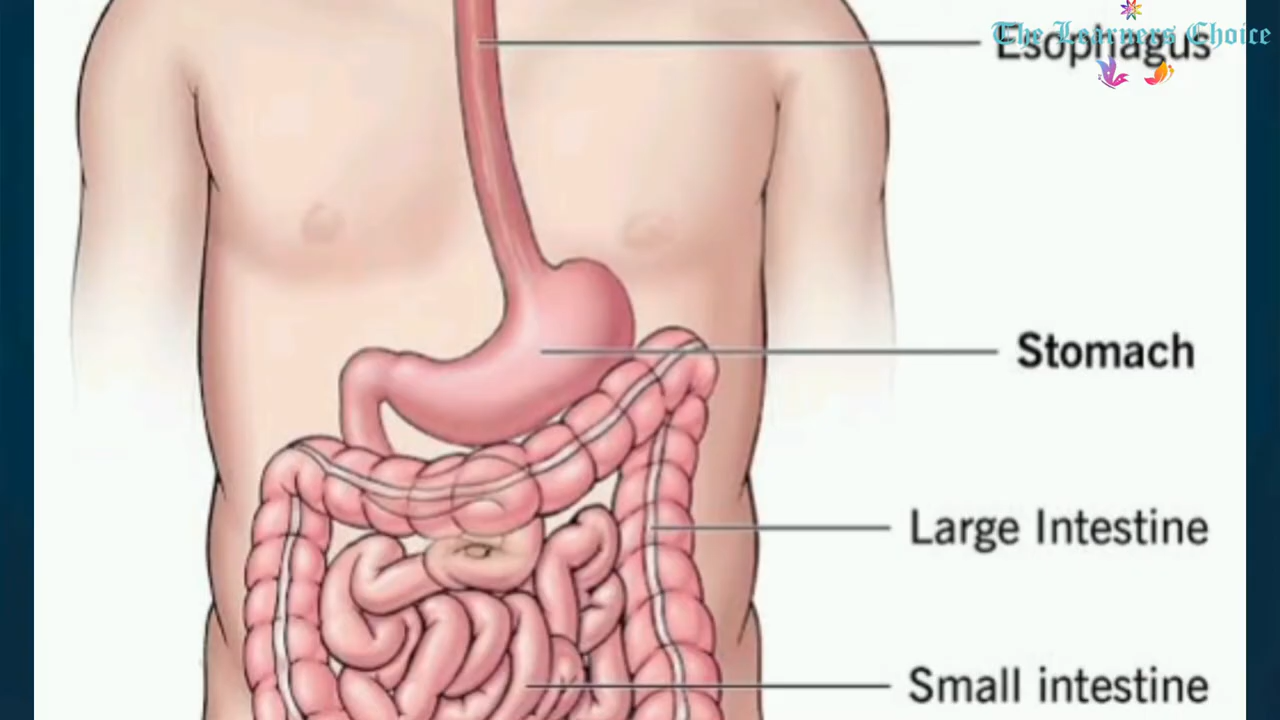 The Learners Choice
Esophagus
Stomach
Large Intestine
Small intestine